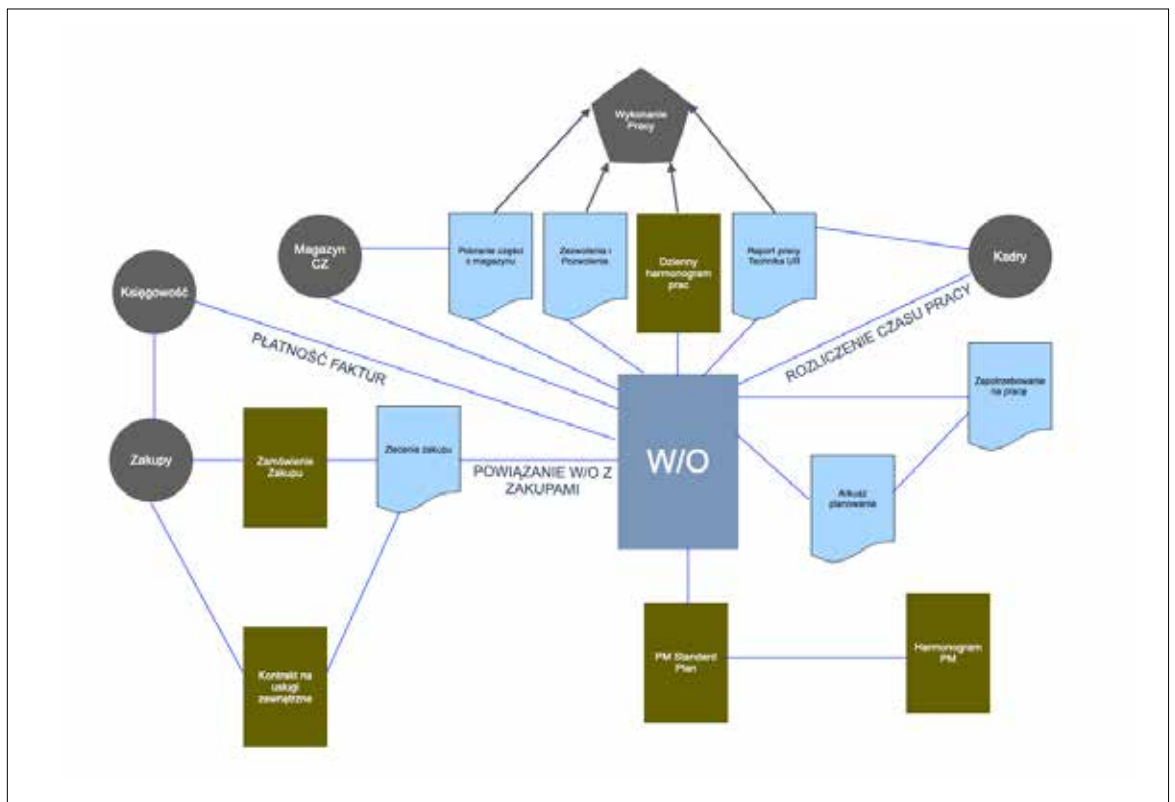 Wykonanie
Pracy
Magazyn
CZ
Pobranie części
z magazynu
Zezwolenia i
Pozwolenia
Dzienny
harmonogram
prac
Raport pracy
Technika UR
Kadry
Księgowość
PŁATNOŚĆ FAKTUR
ROZLICZENIE CZASU PRACY
Zapotrzebowanie
na pracę
Zakupy
Zamówienie
Zakupu
Zlecenie zakupu
POWIĄZANIE W/O Z
ZAKUPAMI
W/O
Arkusz
planowania
Kontrakt na
usługi
zewnątrzne
PM Standard
Plan
Harmonogram
PM